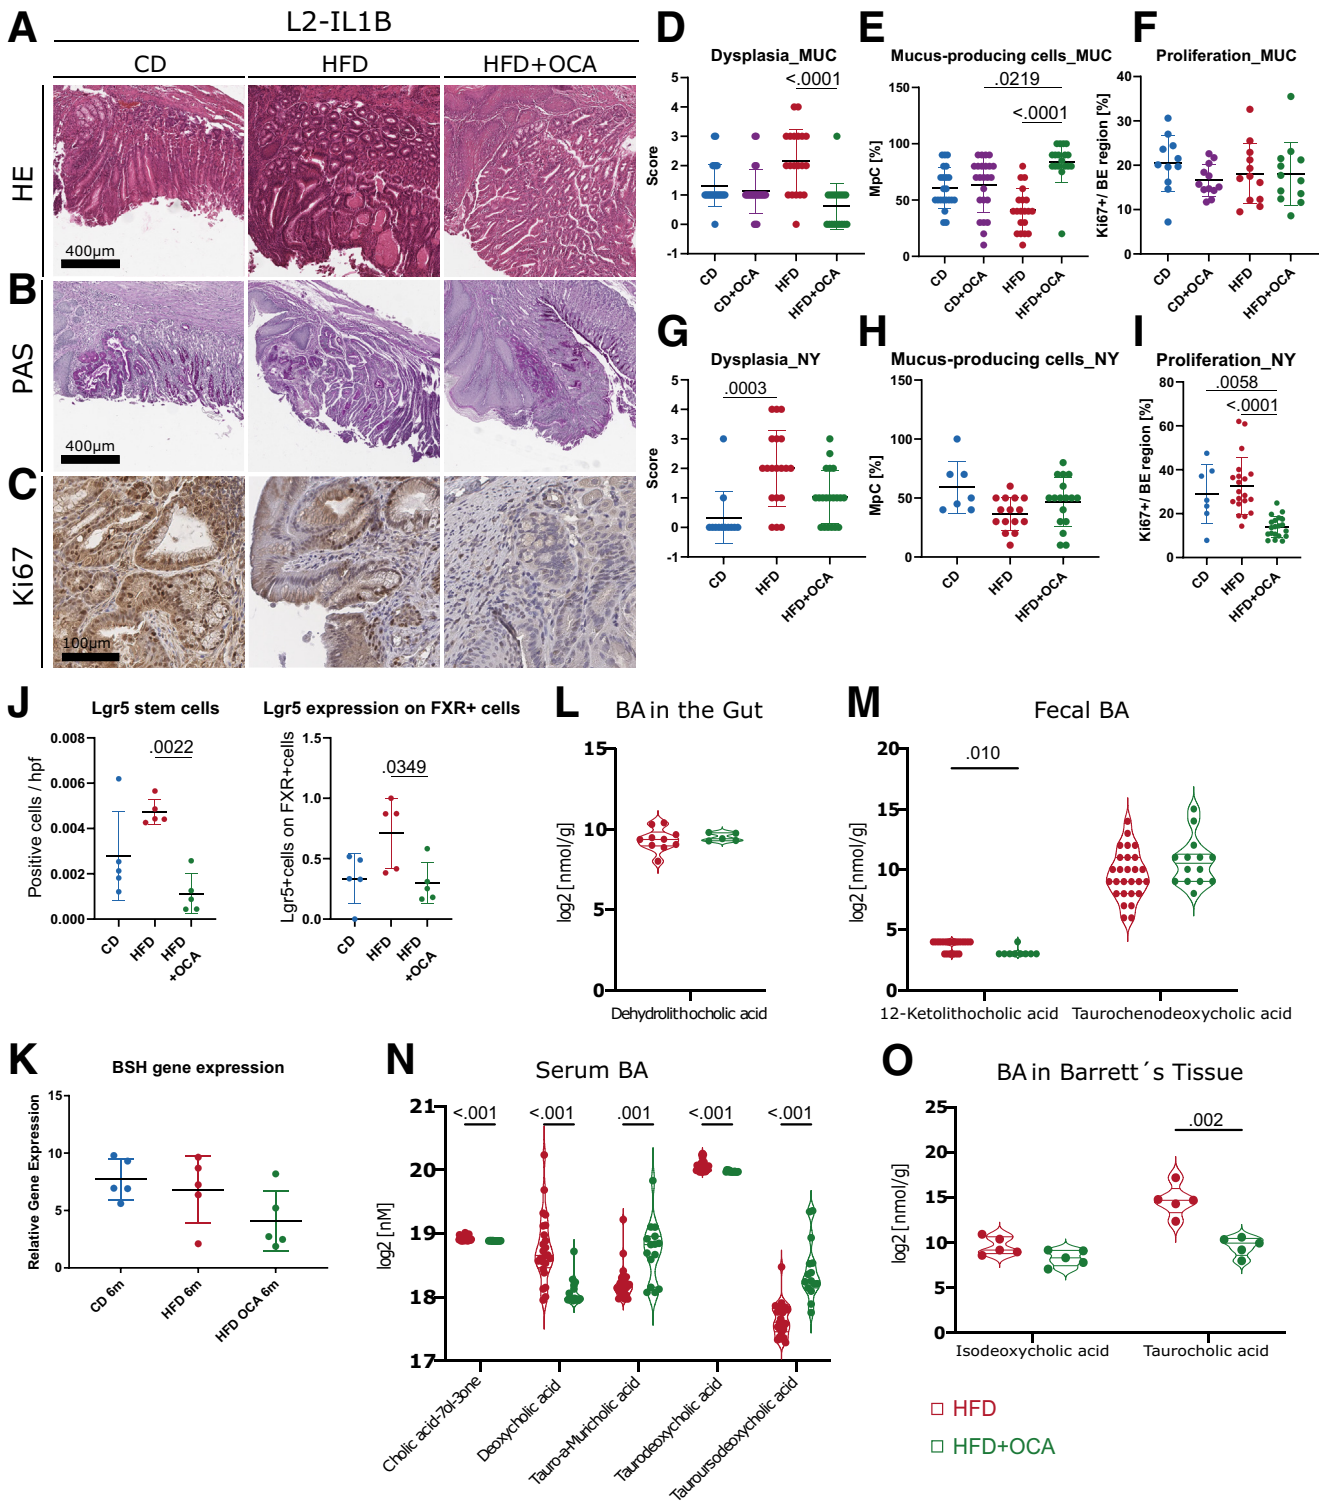 A
L2-IL1B
CD
HFD
HFD+OCA
HE
400µm
B
PAS
400µm
C
Ki67
100µm
D
Dysplasia_MUC
<.0001
Score
5
4
3
2
1
0
-1
CD
CD+OCA
HFD
HFD+OCA
E
Mucus-producing cells_MUC
.0219
<.0001
MpC [%]
150
100
50
0
CD
CD+OCA
HFD
HFD+OCA
F
Proliferation_MUC
Ki67+/ BE region [%]
40
30
20
10
0
CD
CD+OCA
HFD
HFD+OCA
G
Dysplasia_NY
.0003
Score
5
4
3
2
1
0
-1
CD
HFD
HFD+OCA
H
Mucus-producing cells_NY
MpC [%]
150
100
50
0
CD
HFD
HFD+OCA
I
Proliferation_NY
.0058
<.0001
Ki67+/ BE region [%]
80
60
40
20
0
CD
HFD
HFD+OCA
J
Lgr5 stem cells
.0022
Positive cells / hpf
0.008
0.006
0.004
0.002
0.000
CD
HFD
HFD
+OCA
Lgr5 expression on FXR+ cells
.0349
Lgr5+cells on FXR+cells
1.5
1.0
0.5
0.0
CD
HFD
HFD
+OCA
L
BA in the Gut
log2 [nmol/g]
15
10
5
0
Dehydrolithocholic acid
M
Fecal BA
.010
log2 [nmol/g]
20
15
10
5
0
12-Ketolithocholic acid
Taurochenodeoxycholic acid
K
BSH gene expression
Relative Gene Expression
15
10
5
0
CD 6m
HFD 6m
HFD OCA 6m
N
Serum BA
<.001
<.001
.001
<.001
<.001
log2 [nM]
21
20
19
18
17
Cholic acid-7ol-3one
Deoxycholic acid
Tauro-a-Muricholic acid
Taurodeoxycholic acid
Tauroursodeoxycholic acid
O
BA in Barrett´s Tissue
.002
log2 [nmol/g]
25
20
15
10
5
0
Isodeoxycholic acid
Taurocholic acid
HFD
HFD+OCA